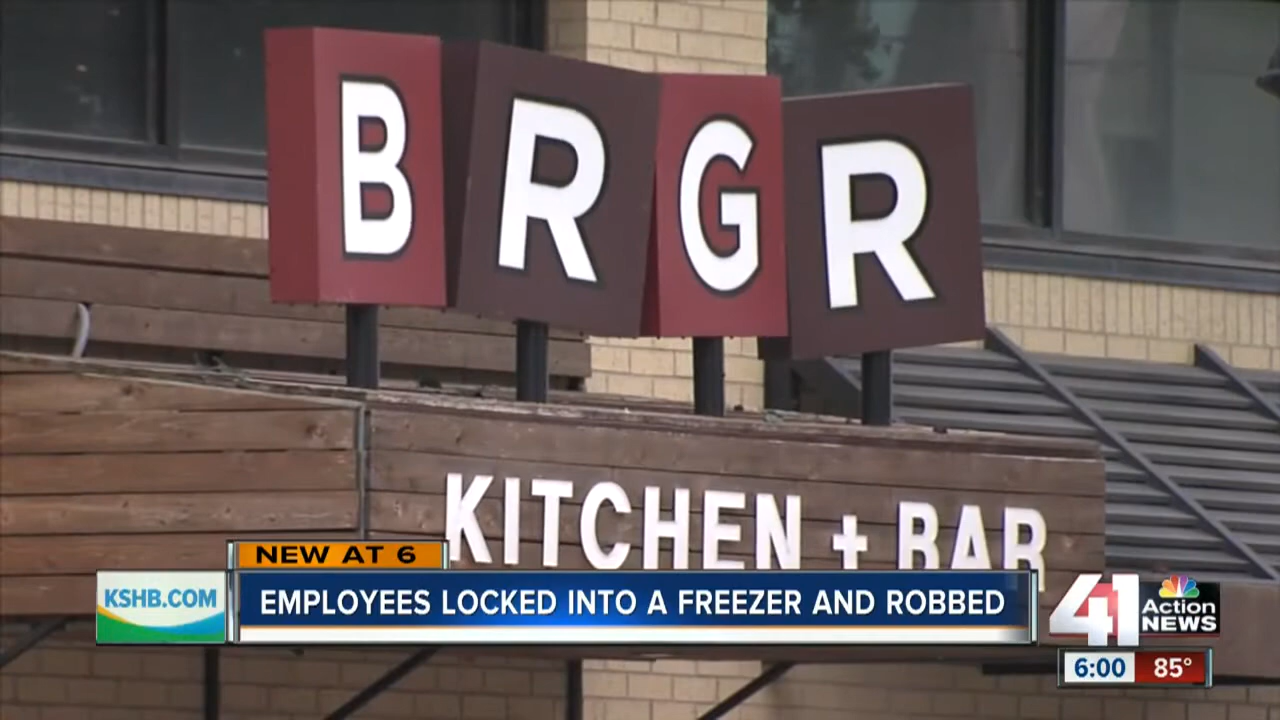 BRGR
KITCHEN + BAR
NEW AT 6
KSHB.COM
EMPLOYEES LOCKED INTO A FREEZER AND ROBBED
41 Action
NEWS
6:00 85°